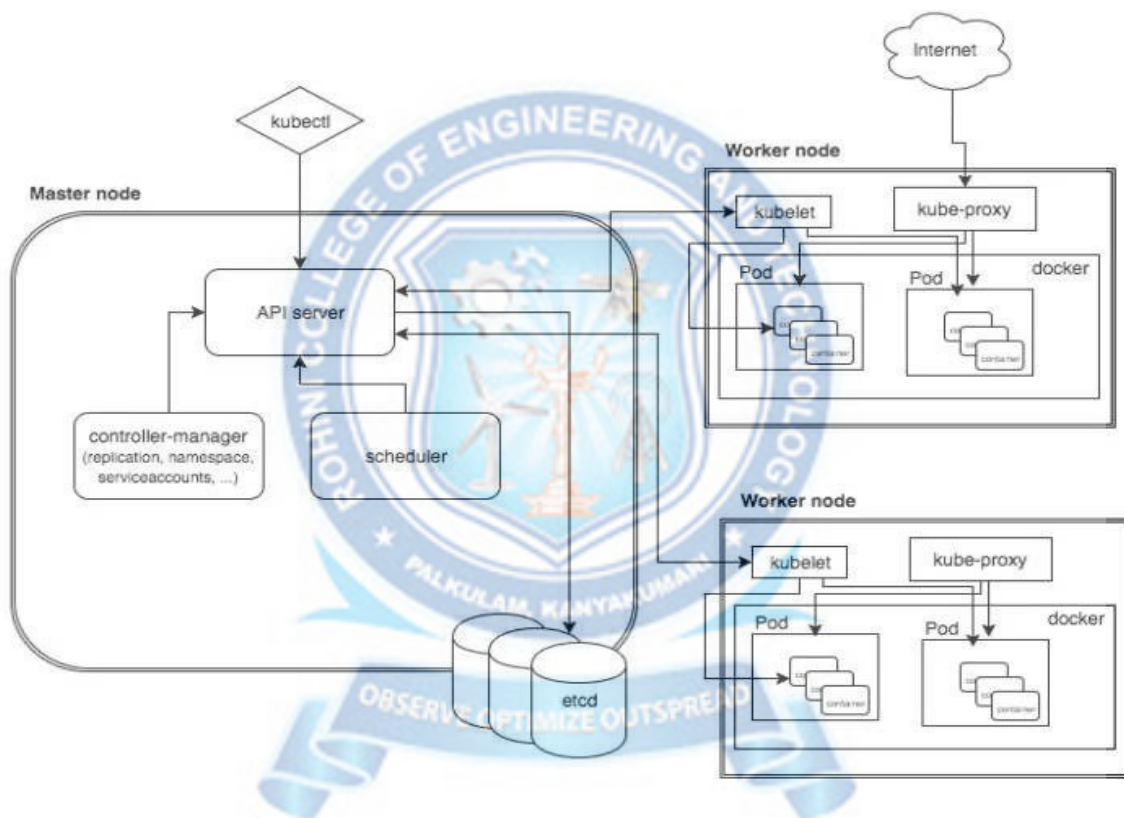 Internet
kubectl
Master node
API server
controller-manager
(replication, namespace,
serviceaccounts, ...)
scheduler
etcd
Worker node
kubelet
kube-proxy
docker
Pod
Pod
container
container
Worker node
kubelet
kube-proxy
docker
Pod
Pod
container
container
COLLEGE OF ENGINEERING AND
PALKULAM, KANYAKUMARI
OBSERVE OPTIMIZE OUTSPREAD